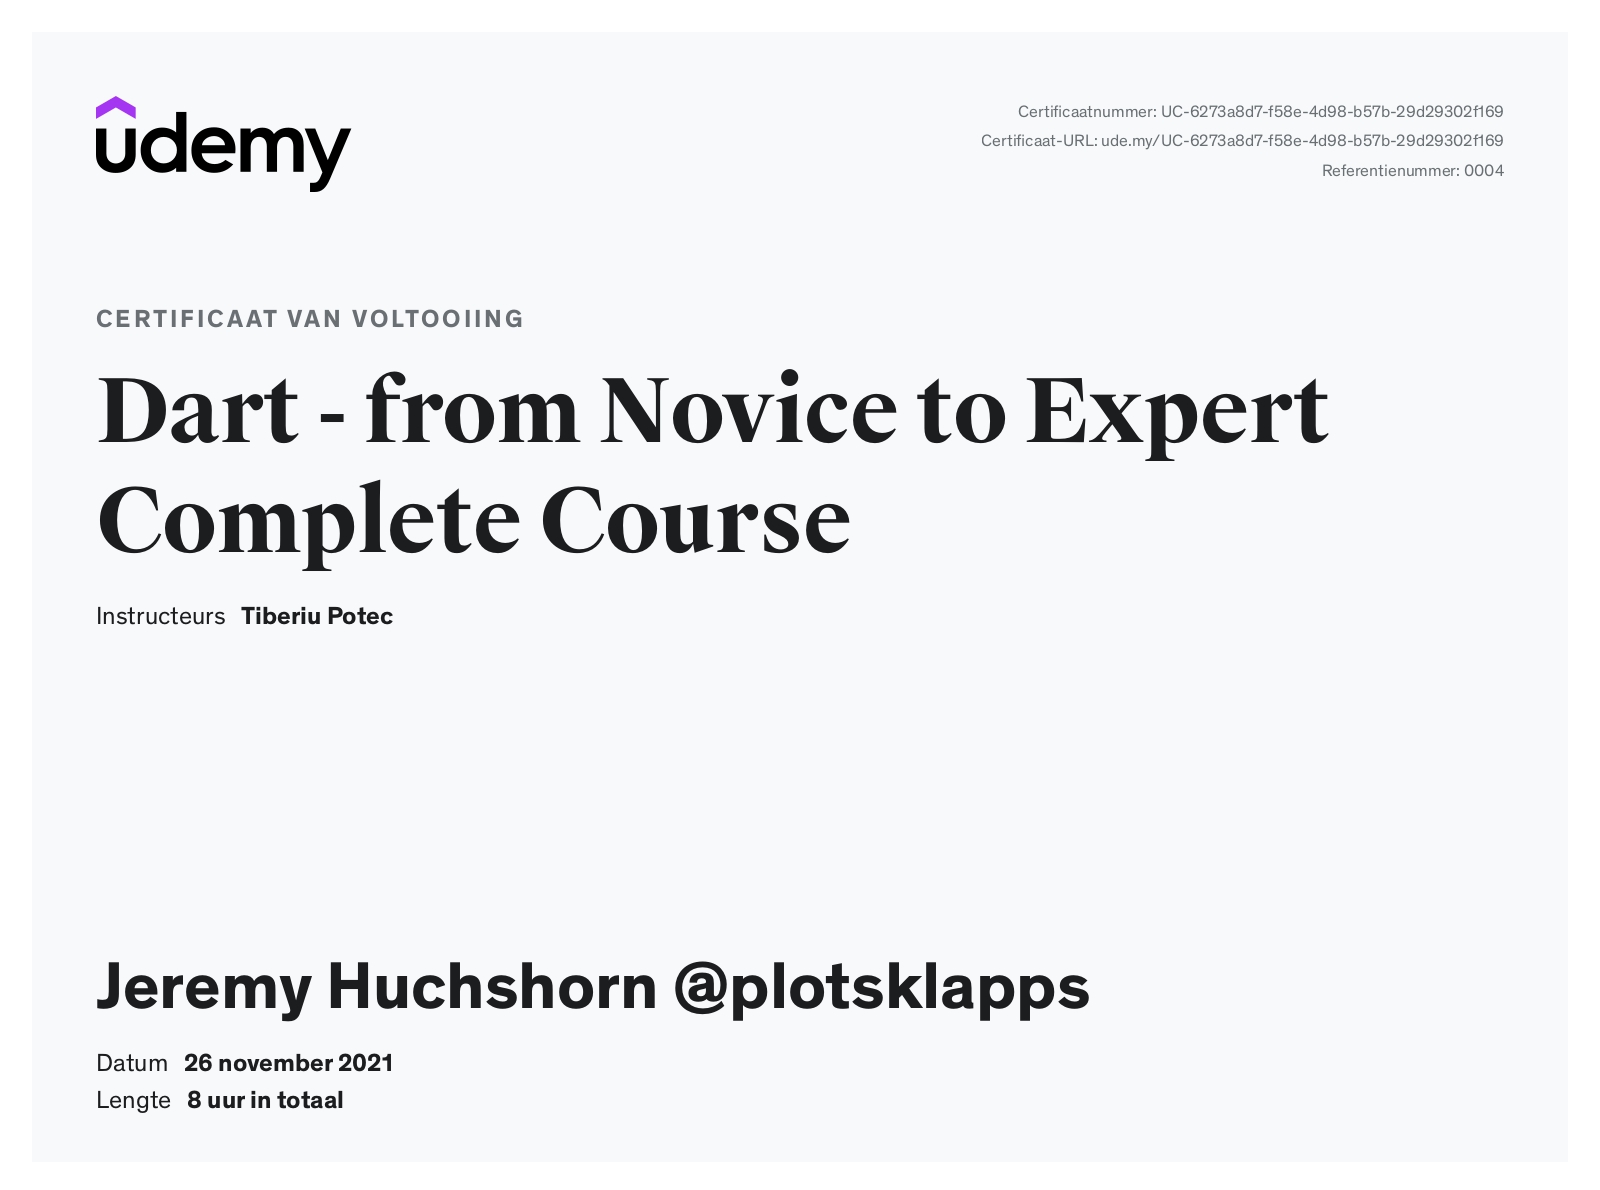 udemy
Certificaatnummer: UC-6273a8d7-f58e-4d98-b57b-29d29302f169
Certificaat-URL: ude.my/UC-6273a8d7-f58e-4d98-b57b-29d29302f169
Referentienummer: 0004
CERTIFICAAT VAN VOLTOOIING
Dart - from Novice to Expert
Complete Course
Instructeurs Tiberiu Potec
Jeremy Huchshorn @plotsklapps
Datum 26 november 2021
Lengte 8 uur in totaal